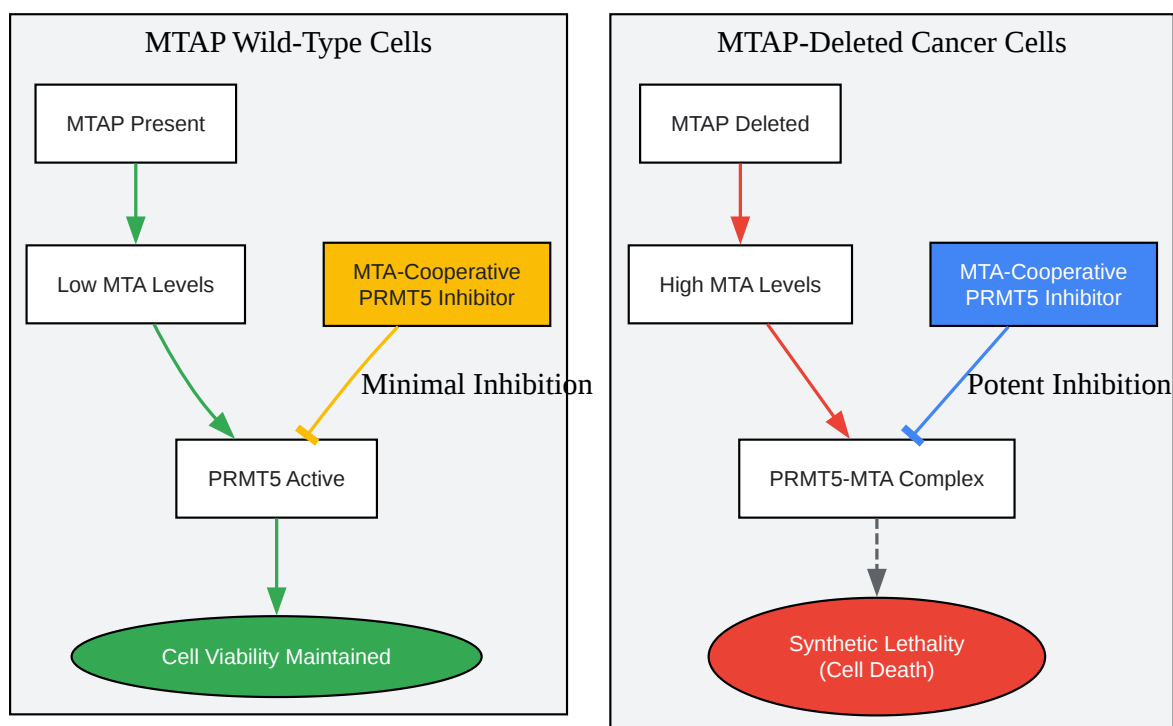 MTAP Wild-Type Cells
MTAP Present
Low MTA Levels
MTA-Cooperative
PRMT5 Inhibitor
Minimal Inhibition
PRMT5 Active
Cell Viability Maintained
MTAP-Deleted Cancer Cells
MTAP Deleted
High MTA Levels
MTA-Cooperative
PRMT5 Inhibitor
Potent Inhibition
PRMT5-MTA Complex
Synthetic Lethality
(Cell Death)